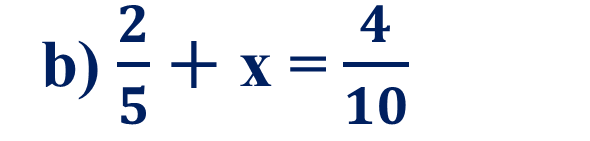 b) 2/5 + x = 4/10